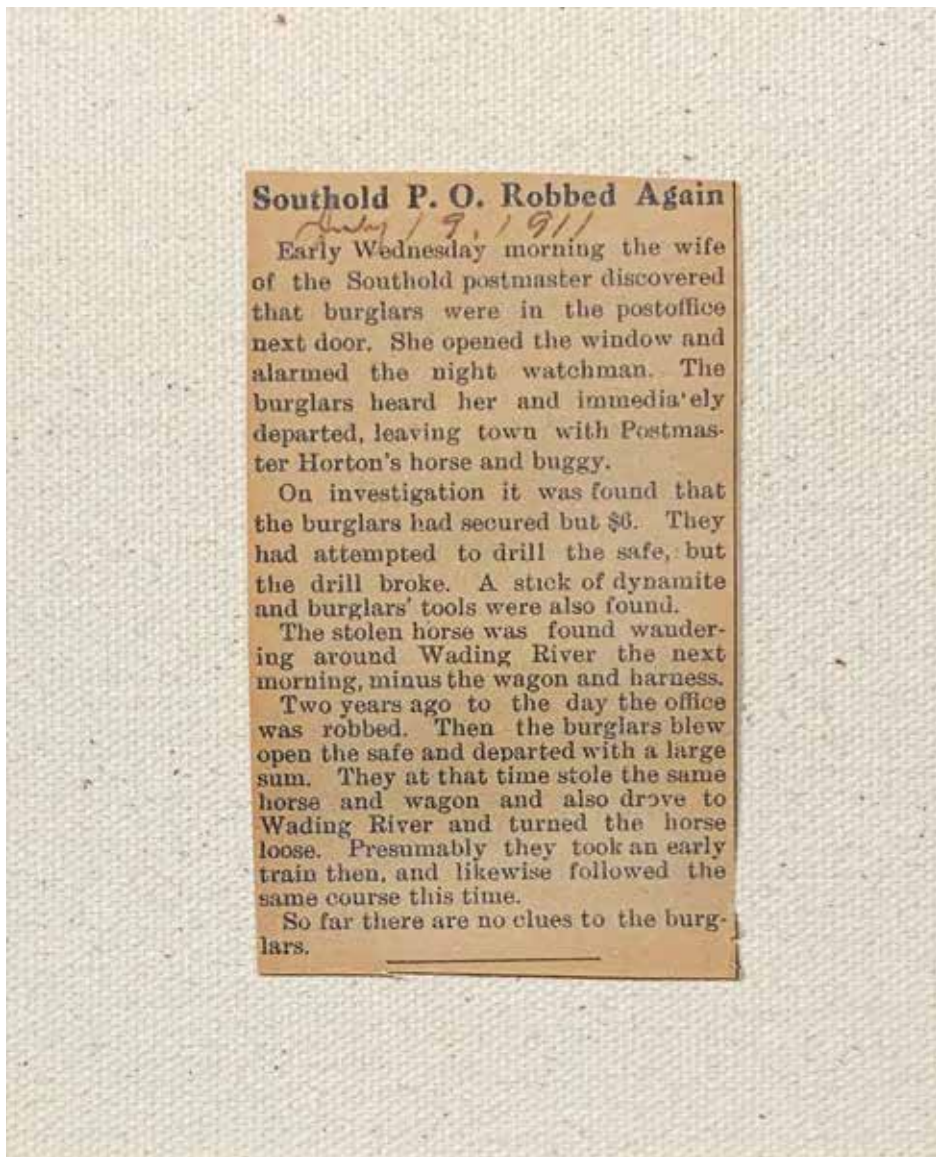 Southold P. O. Robbed Again
July 19, 1911
Early Wednesday morning the wife
of the Southold postmaster discovered
that burglars were in the postoffice
next door. She opened the window and
alarmed the night watchman. The
burglars heard her and immedia'ely
departed, leaving town with Postmas-
ter Horton's horse and buggy.
On investigation it was found that
the burglars had secured but $6. They
had attempted to drill the safe, but
the drill broke. A stick of dynamite
and burglars' tools were also found.
The stolen horse was found wander-
ing around Wading River the next
morning, minus the wagon and harness.
Two years ago to the day the office
was robbed. Then the burglars blew
open the safe and departed with a large
sum. They at that time stole the same
horse and wagon and also drove to
Wading River and turned the horse
loose. Presumably they took an early
train then, and likewise followed the
same course this time.
So far there are no clues to the burg-
lars.